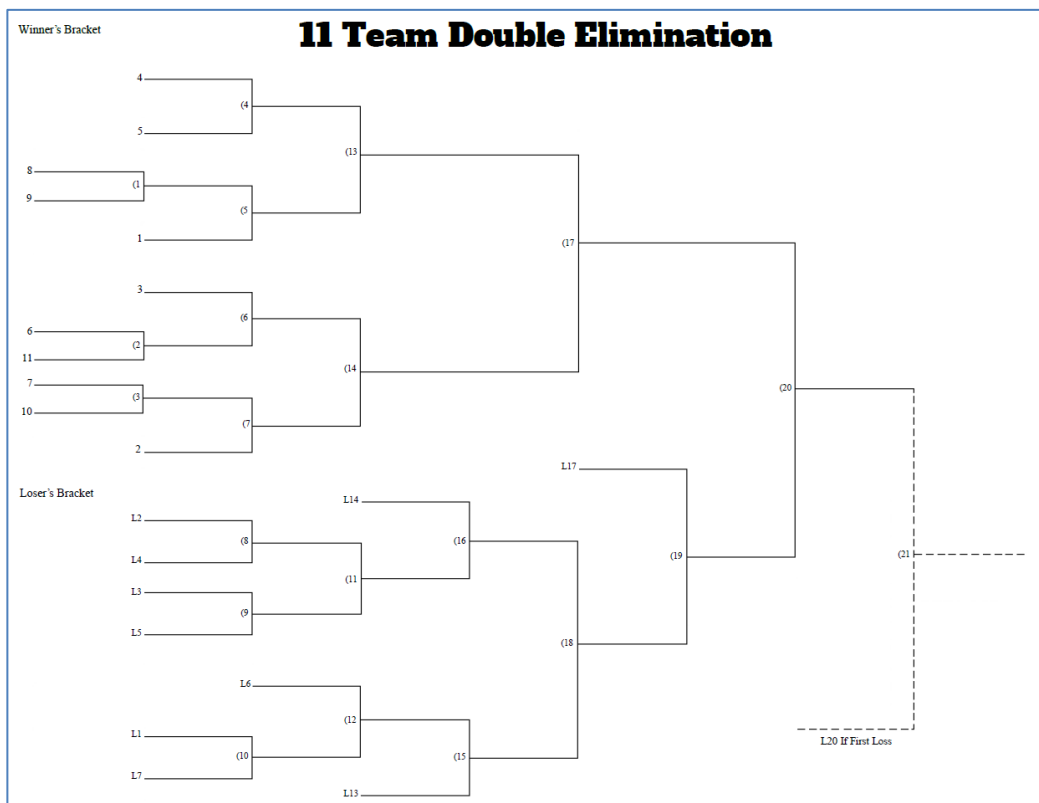 Winner's Bracket
11 Team Double Elimination
4
(4
5
(13
8
(1
9
(5
1
(17
3
(6
6
(2
11
(14
7
(3
10
(7
2
(20
L17
Loser's Bracket
L14
L2
(8
(16
L4
(11
(19
(21
L3
(9
L5
(18
L6
(12
L1
(10
(15
L7
L13
L20 If First Loss